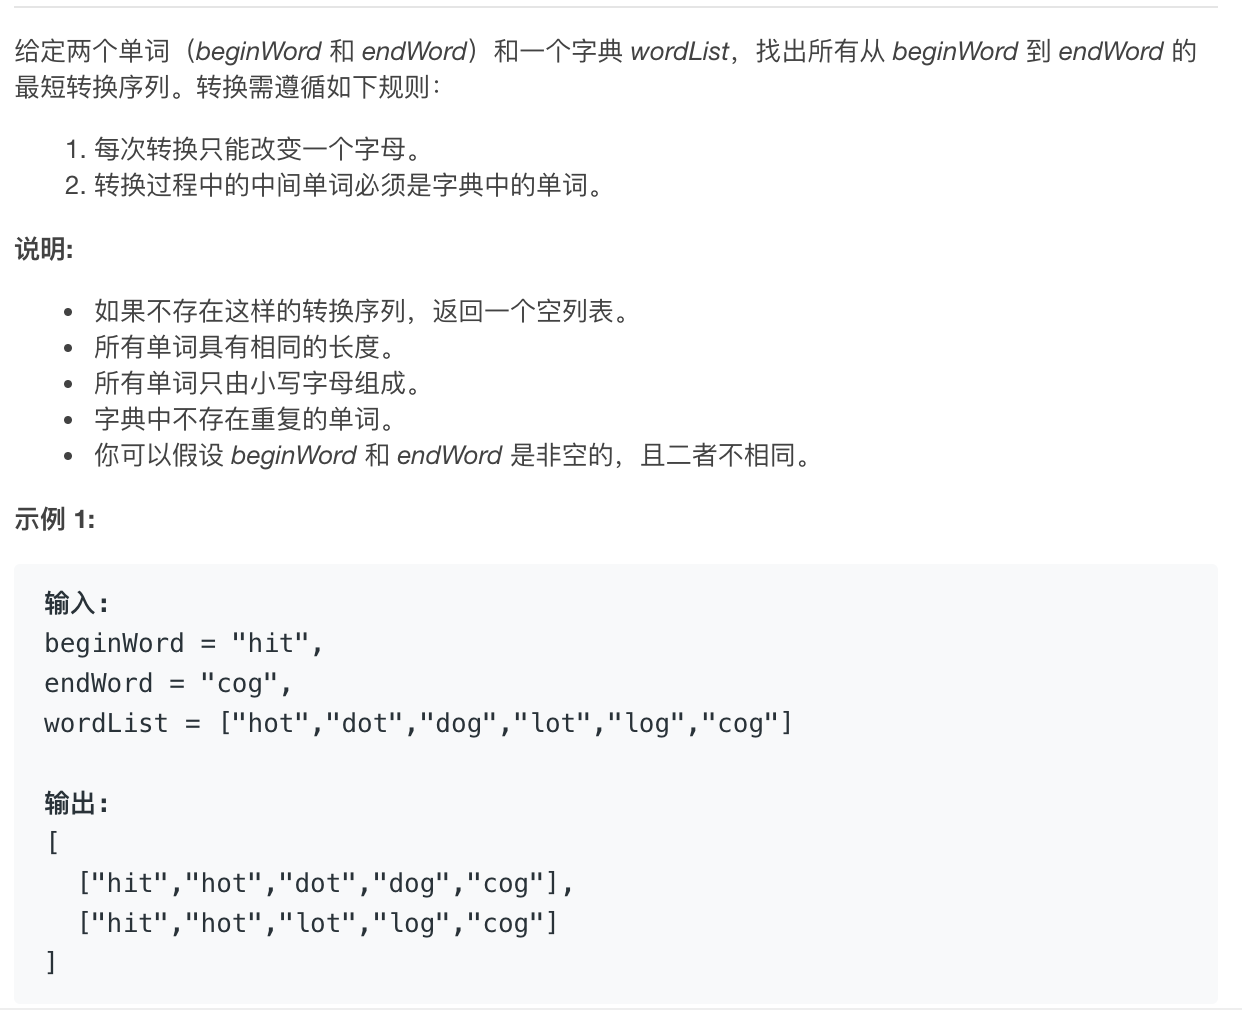 给定两个单词（beginWord 和 endWord）和一个字典 wordList，找出所有从 beginWord 到 endWord 的
最短转换序列。转换需遵循如下规则：
1. 每次转换只能改变一个字母。
2. 转换过程中的中间单词必须是字典中的单词。
说明:
• 如果不存在这样的转换序列，返回一个空列表。
• 所有单词具有相同的长度。
• 所有单词只由小写字母组成。
• 字典中不存在重复的单词。
• 你可以假设 beginWord 和 endWord 是非空的，且二者不相同。
示例 1:
输入:
beginWord = "hit",
endWord = "cog",
wordList = ["hot","dot","dog","lot","log","cog"]
输出:
[
  ["hit","hot","dot","dog","cog"],
  ["hit","hot","lot","log","cog"]
]